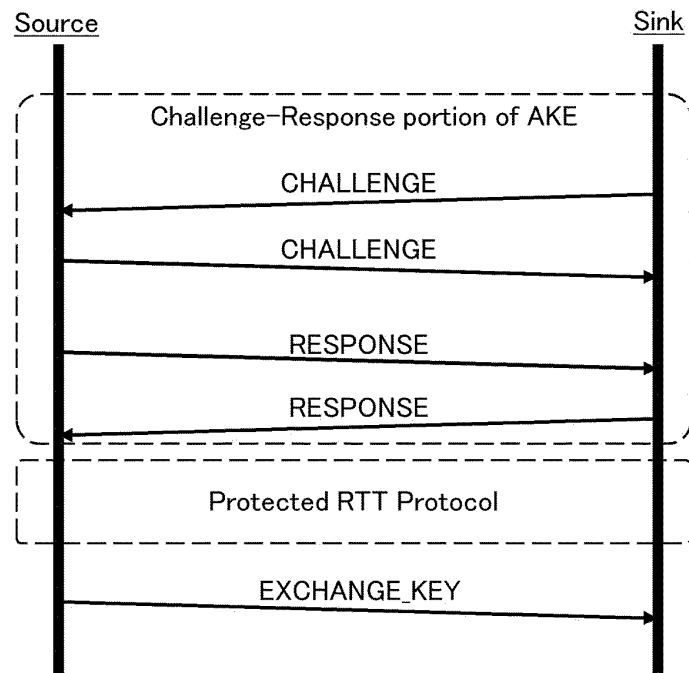 Source
Sink
Challenge-Response portion of AKE
CHALLENGE
CHALLENGE
RESPONSE
RESPONSE
Protected RTT Protocol
EXCHANGE_KEY